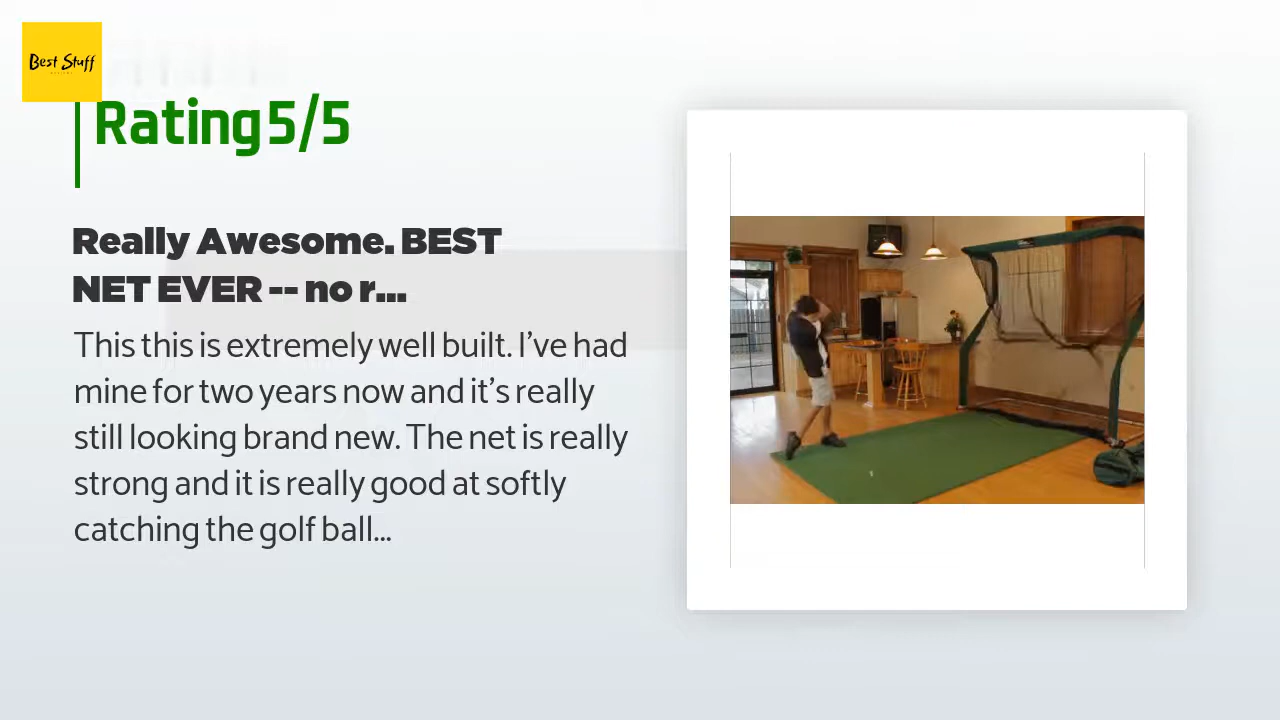 Best Stuff
Rating 5/5
Really Awesome. BEST
NET EVER -- no r...
This this is extremely well built. I've had
mine for two years now and it's really
still looking brand new. The net is really
strong and it is really good at softly
catching the golf ball...